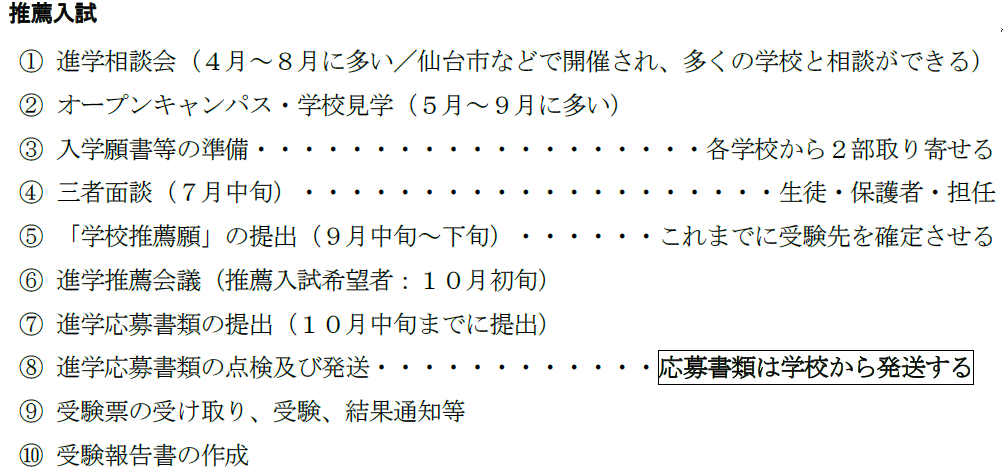 推薦入試
① 進学相談会（４月～８月に多い／仙台市などで開催され、多くの学校と相談ができる）
② オープンキャンパス・学校見学（５月～９月に多い）
③ 入学願書等の準備・・・・・・・・・・・・・・・・・・・各学校から２部取り寄せる
④ 三者面談（７月中旬）・・・・・・・・・・・・・・・・・・・・生徒・保護者・担任
⑤ 「学校推薦願」の提出（９月中旬～下旬）・・・・・・これまでに受験先を確定させる
⑥ 進学推薦会議（推薦入試希望者：１０月初旬）
⑦ 進学応募書類の提出（１０月中旬までに提出）
⑧ 進学応募書類の点検及び発送・・・・・・・・・・・・応募書類は学校から発送する
⑨ 受験票の受け取り、受験、結果通知等
⑩ 受験報告書の作成